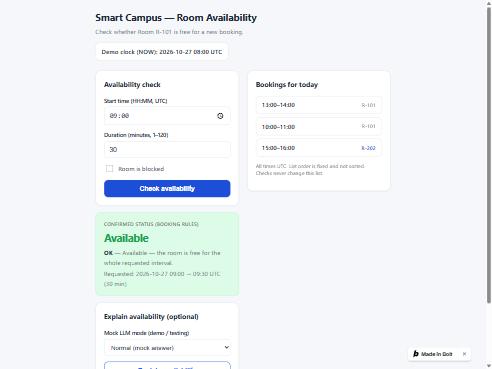 Smart Campus — Room Availability
Check whether Room R-101 is free for a new booking.
Demo clock (NOW): 2026-10-27 08:00 UTC
Availability check
Start time (HH:MM, UTC)
09:00
Duration (minutes, 1–120)
30
Room is blocked
Check availability
CONFIRMED STATUS (BOOKING RULES)
Available
OK — Available — the room is free for the
whole requested interval.
Requested: 2026-10-27 09:00 — 09:30 UTC
(30 min)
Explain availability (optional)
Mock LLM mode (demo / testing)
Normal (mock answer)
Bookings for today
13:00–14:00 R-101
10:00–11:00 R-101
15:00–16:00 R-202
All times UTC. List order is fixed and not sorted.
Checks never change this list.
b Made in Bolt ×